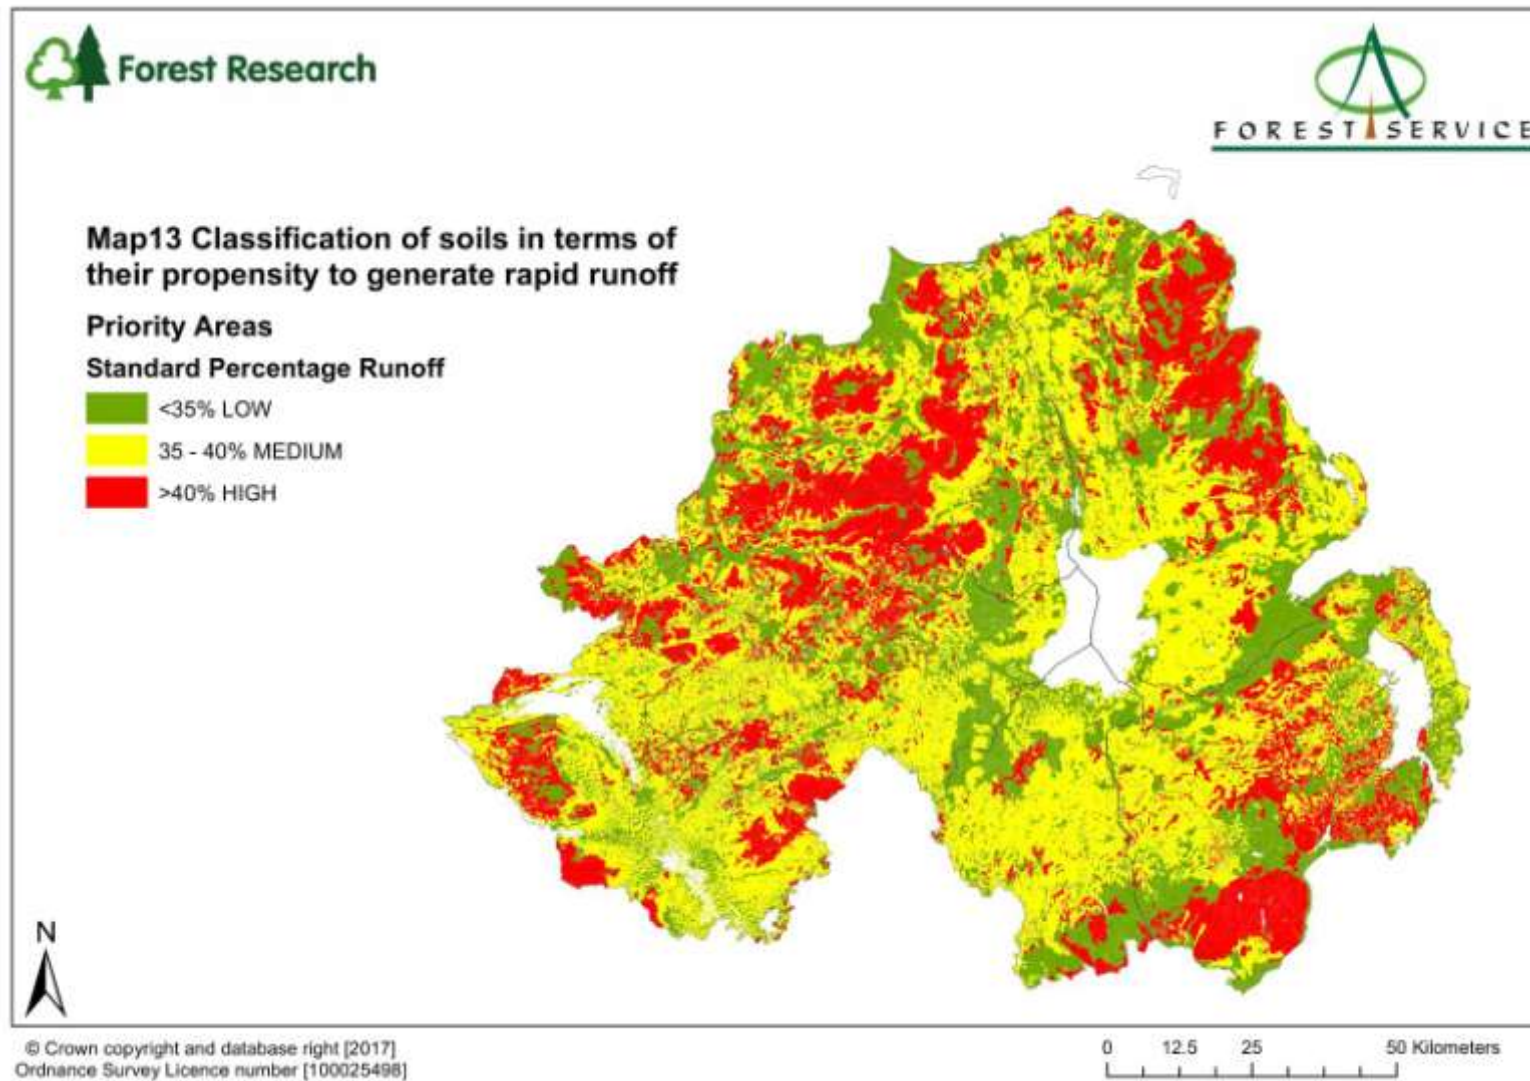 Forest Research
FOREST SERVICE
Map13 Classification of soils in terms of
their propensity to generate rapid runoff
Priority Areas
Standard Percentage Runoff
<35% LOW
35 - 40% MEDIUM
>40% HIGH
N
© Crown copyright and database right [2017]
Ordnance Survey Licence number [100025498]
0 12.5 25 50 Kilometers